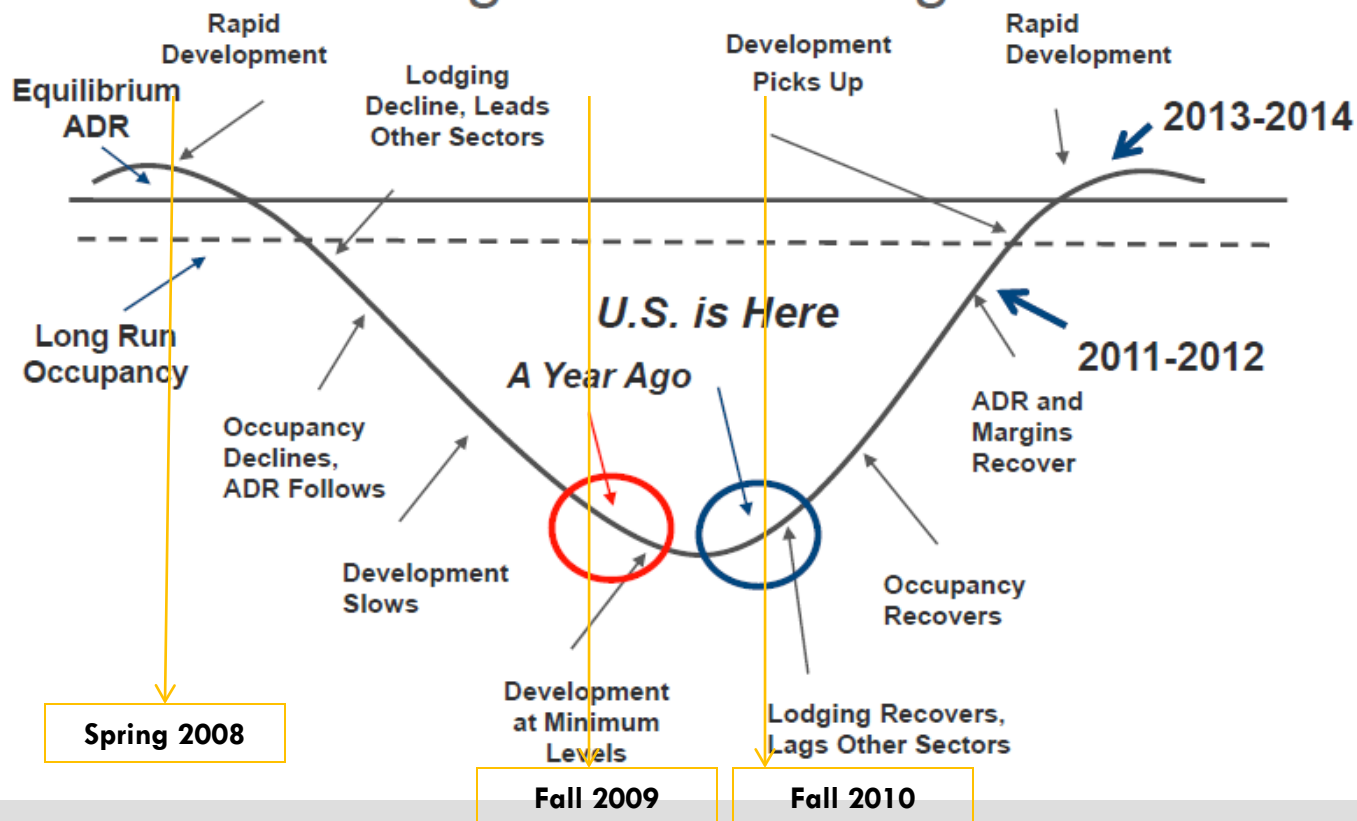 Rapid
Development
Equilibrium
ADR
Lodging
Decline, Leads
Other Sectors
Development
Picks Up
Rapid
Development
2013-2014
Long Run
Occupancy
U.S. is Here
A Year Ago
2011-2012
Occupancy
Declines,
ADR Follows
ADR and
Margins
Recover
Development
Slows
Occupancy
Recovers
Development
at Minimum
Levels
Lodging Recovers,
Lags Other Sectors
Spring 2008
Fall 2009
Fall 2010